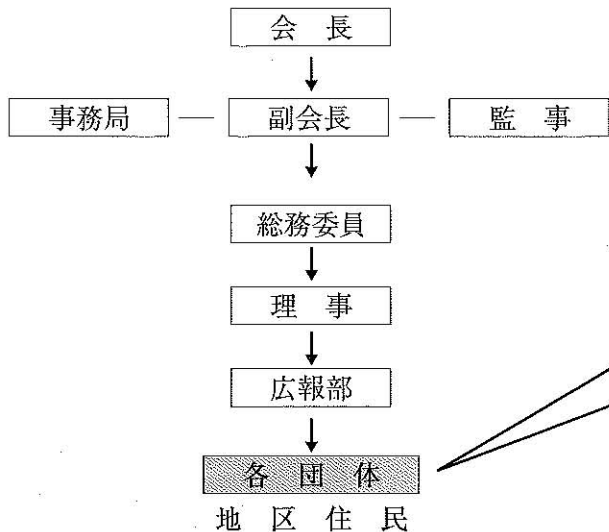 会長
事務局 副会長 監事
総務委員
理事
広報部
各団体
地区住民